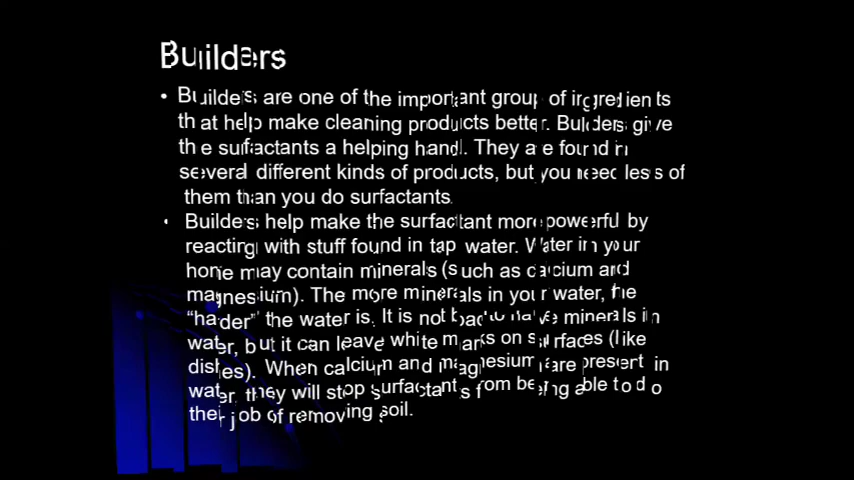 Builders
• Builders are one of the important group of ingredients
that help make cleaning products better. Builders give
the surfactants a helping hand. They are found in
several different kinds of products, but you need less of
them than you do surfactants.
• Builders help make the surfactant more powerful by
reacting with stuff found in tap water. Water in your
home may contain minerals (such as calcium and
magnesium). The more minerals in your water, the
“harder” the water is. It is not bad to have minerals in
water, but it can leave white marks on surfaces (like
dishes). When calcium and magnesium are present in
water, they will stop surfactants from being able to do
their job of removing soil.